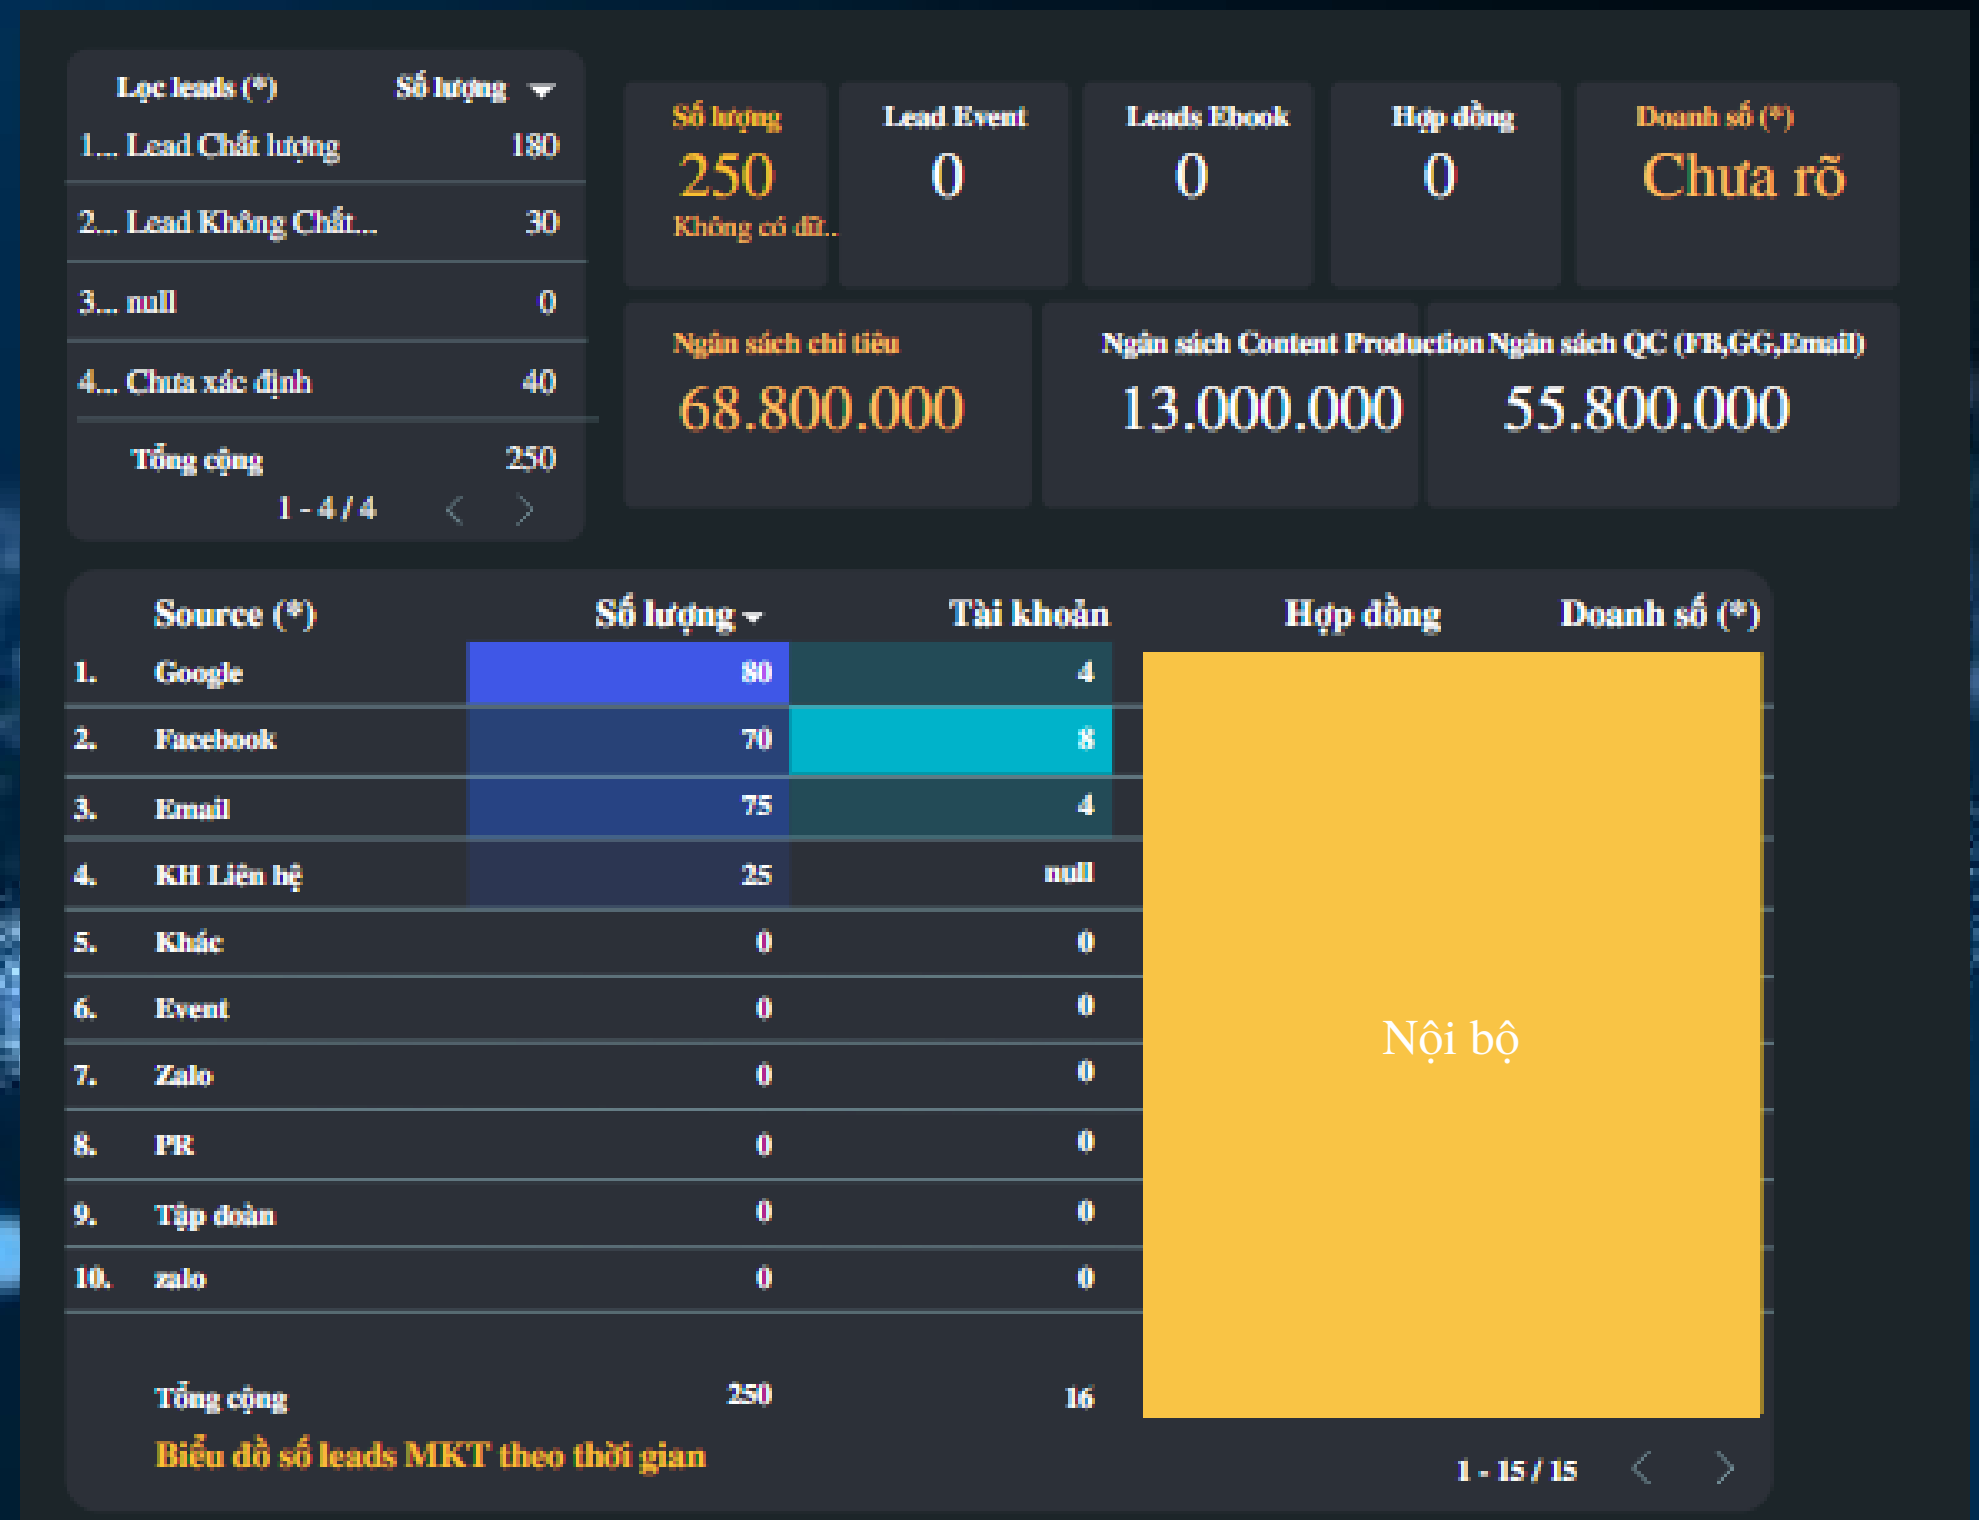 Lọc leads (*) Số lượng
1... Lead Chất lượng 180
2... Lead Không Chất... 30
3... null 0
4... Chưa xác định 40
Tổng cộng 250
1 - 4 / 4
Số lượng
250
Không có dữ...
Lead Event
0
Leads Ebook
0
Hợp đồng
0
Doanh số (*)
Chưa rõ
Ngân sách chi tiêu
68.800.000
Ngân sách Content Production
13.000.000
Ngân sách QC (FB,GG,Email)
55.800.000
Source (*) Số lượng Tài khoản Hợp đồng Doanh số (*)
1. Google 80 4
2. Facebook 70 8
3. Email 75 4
4. KH Liên hệ 25 null
5. Khác 0 0
6. Event 0 0
7. Zalo 0 0
8. PR 0 0
9. Tập đoàn 0 0
10. zalo 0 0
Nội bộ
Tổng cộng 250 16
Biểu đồ số leads MKT theo thời gian
1 - 15 / 15